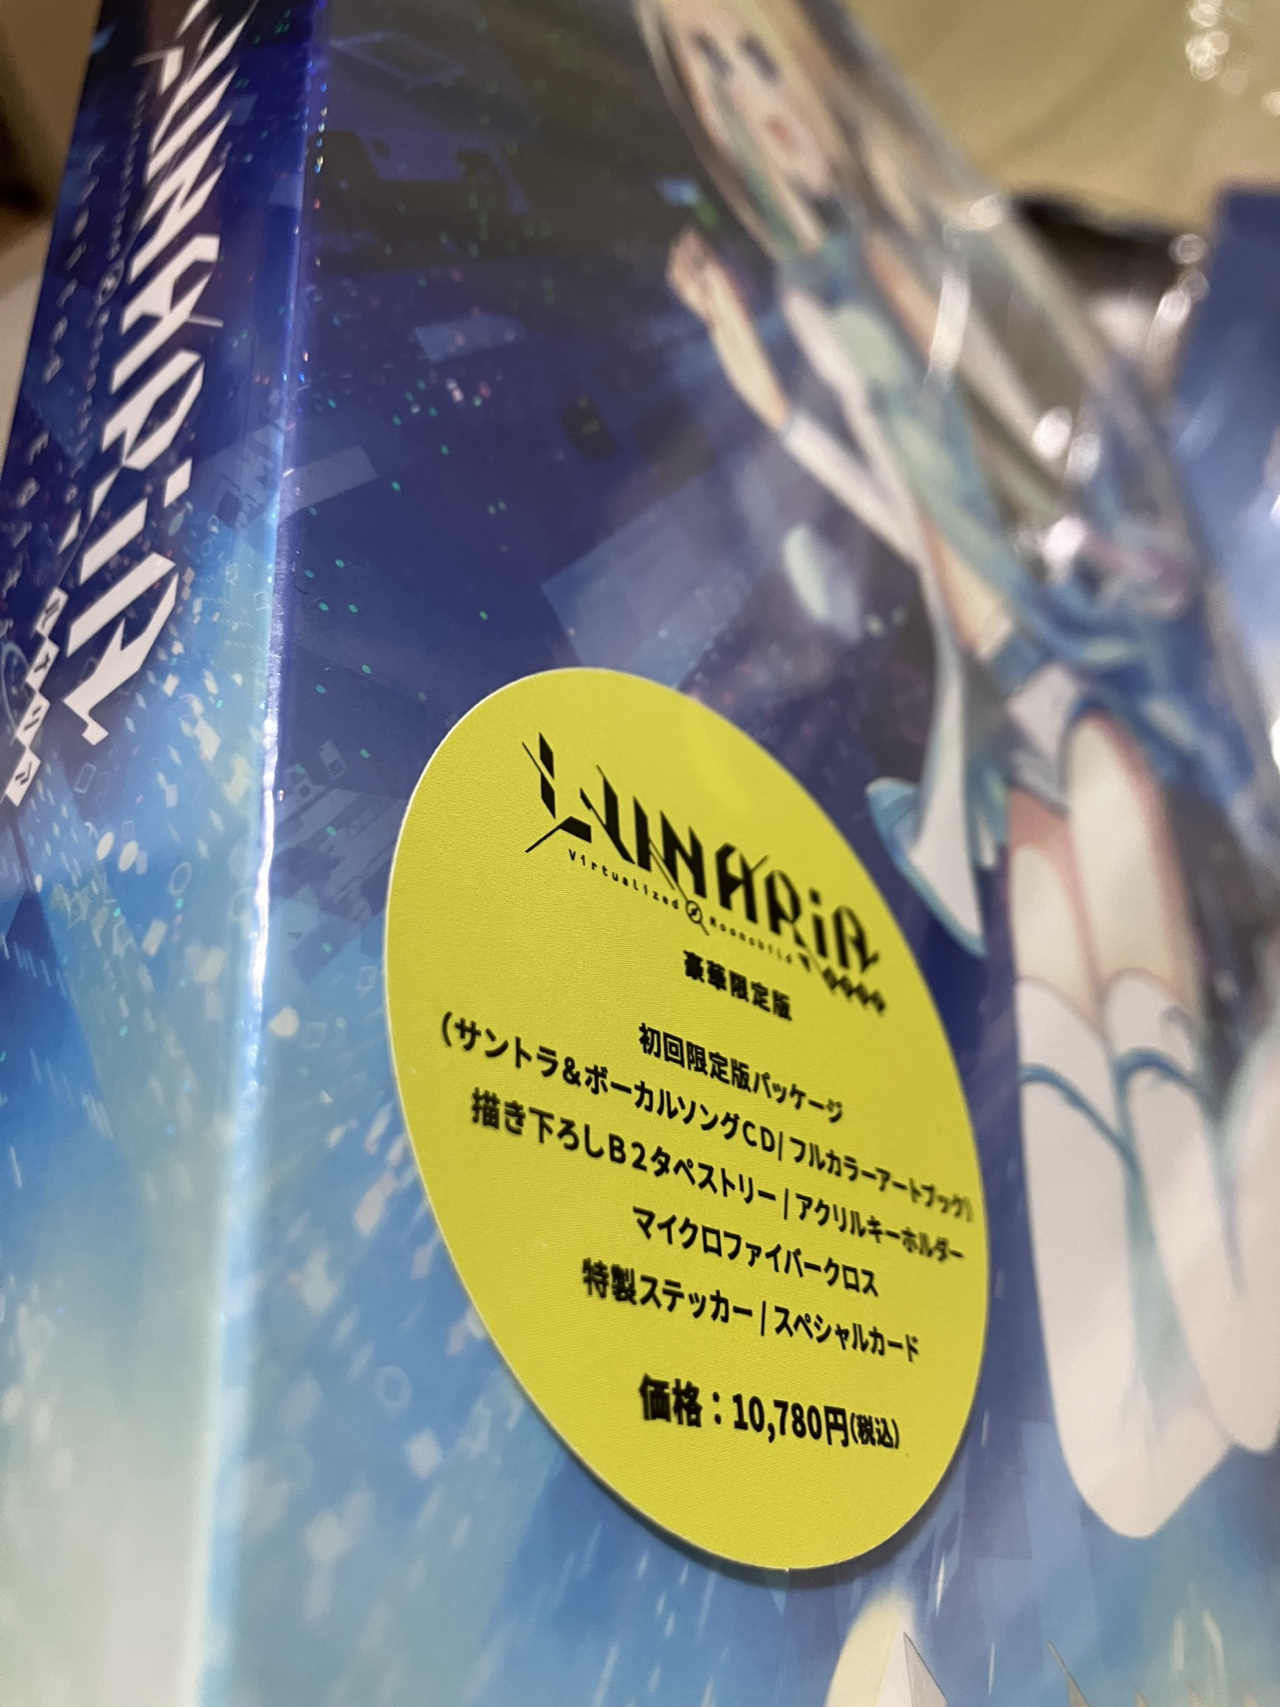 LUNARiA
Virtualized Moonchild
豪華限定版
初回限定版パッケージ
(サントラ&ボーカルソングCD|フルカラーアートブック)
描き下ろしB2タペストリー|アクリルキーホルダー
マイクロファイバークロス
特製ステッカー|スペシャルカード
価格：10,780円(税込)
LUNARiA